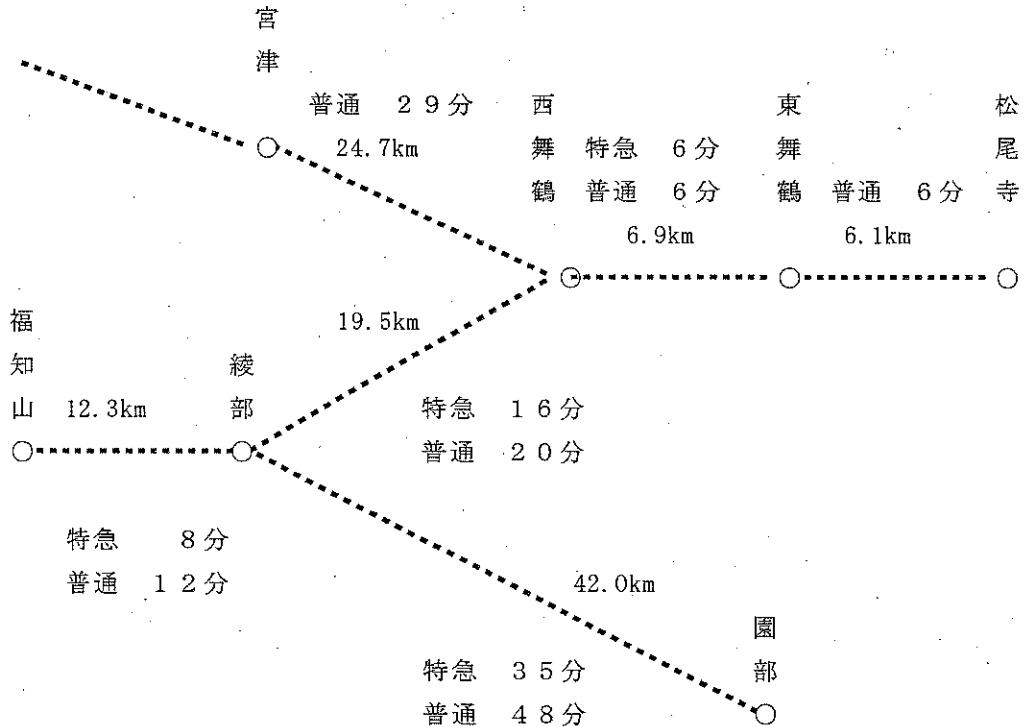 宮津
普通 29分
24.7km
西舞鶴
特急 6分
普通 6分
6.9km
東舞鶴
普通 6分
6.1km
松尾寺
19.5km
特急 16分
普通 20分
福知山
12.3km
綾部
特急 8分
普通 12分
42.0km
特急 35分
普通 48分
園部